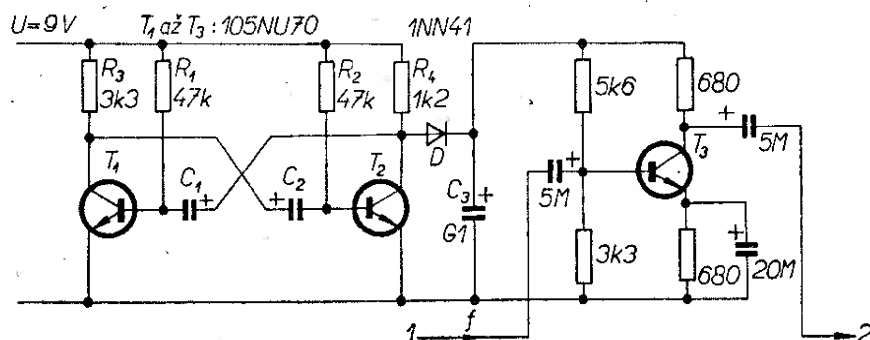 U=9V T₁ až T₃: 105NU70 1NN41
R₃
3k3
R₁
47k
R₂
47k
R₄
1k2
5k6
680
T₁
C₁
C₂
T₂
D
C₃
G1
5M
T₃
5M
3k3
680
20M
1
f
2